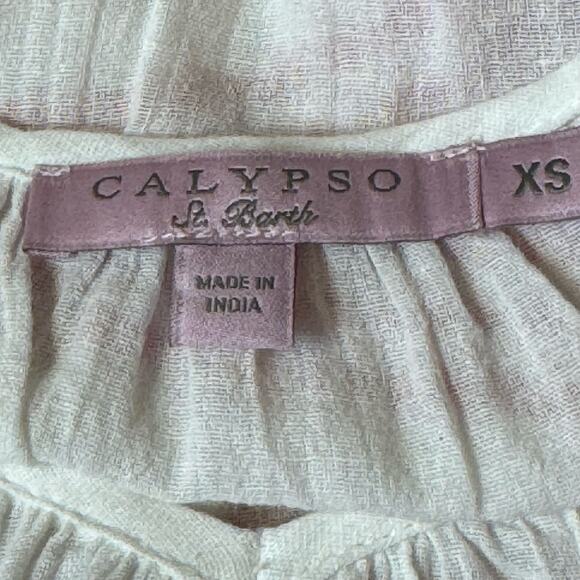 CALYPSO
St. Barth
XS
MADE IN
INDIA